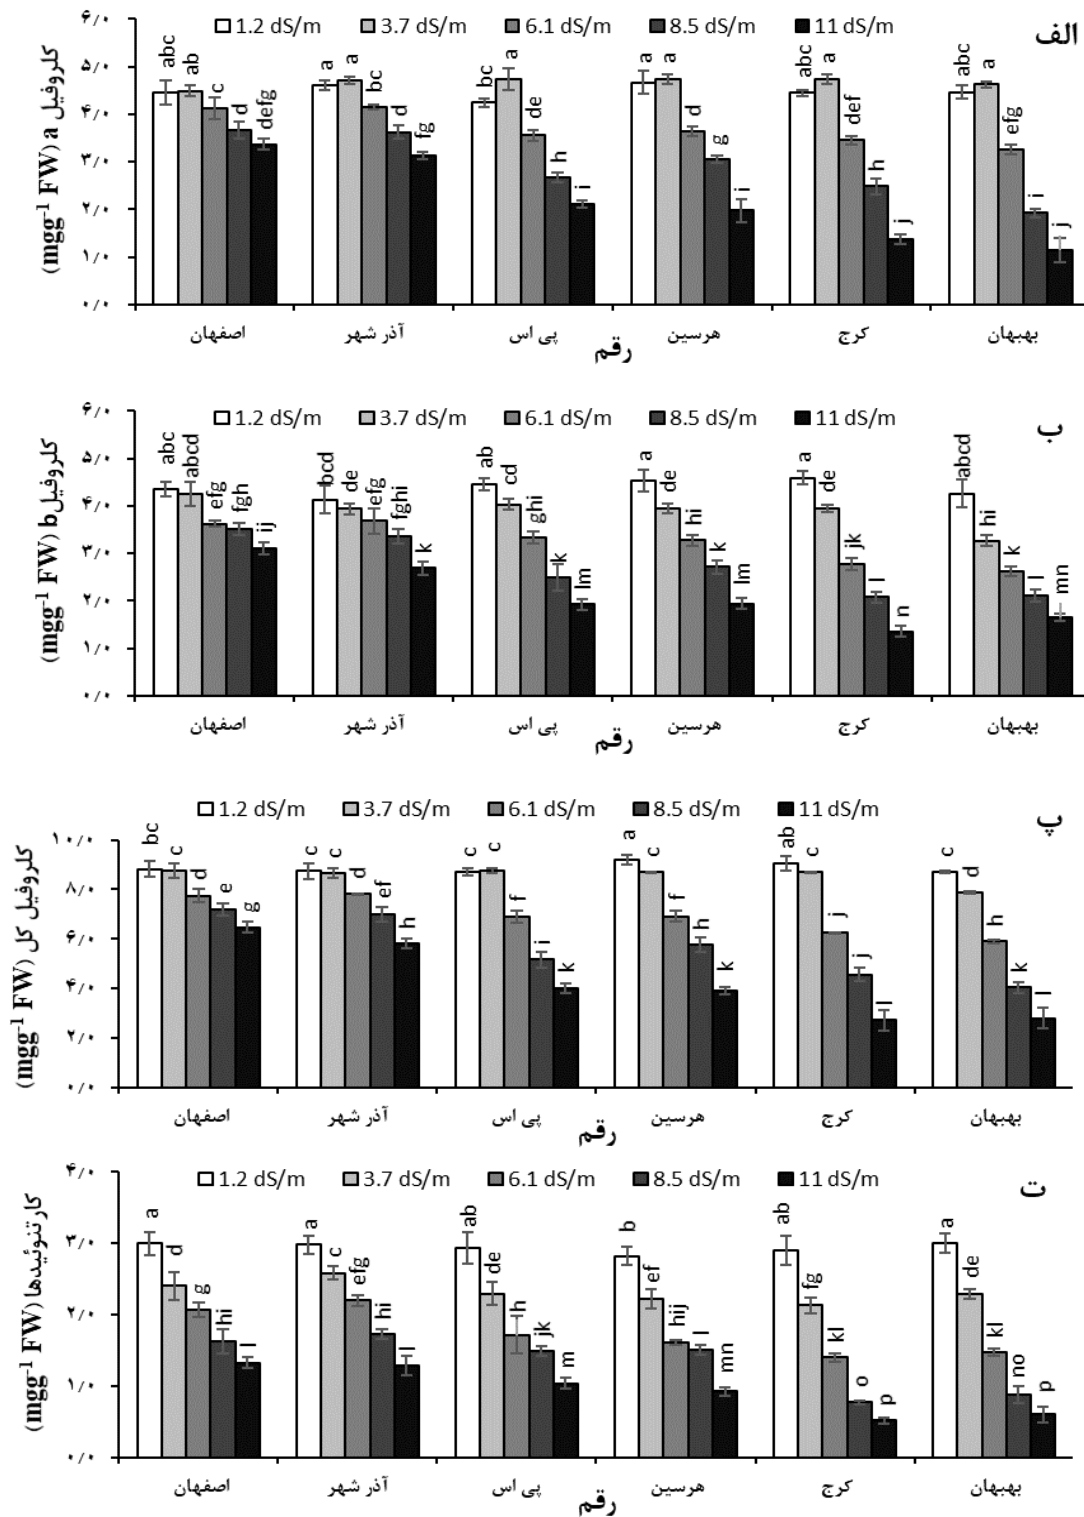 الف
1.2 dS/m 3.7 dS/m 6.1 dS/m 8.5 dS/m 11 dS/m
کلروفیل a (mgg⁻¹ FW)
۶/۰
۵/۰
۴/۰
۳/۰
۲/۰
۱/۰
۰/۰
abc ab c d defg
a a bc d fg
bc a de h i
a a d g i
abc a def h j
abc a efg i j
اصفهان آذر شهر پی اس هرسین کرج بهبهان
رقم
ب
1.2 dS/m 3.7 dS/m 6.1 dS/m 8.5 dS/m 11 dS/m
کلروفیل b (mgg⁻¹ FW)
۶/۰
۵/۰
۴/۰
۳/۰
۲/۰
۱/۰
۰/۰
abc abcd efg fgh ij
bcd de efg fghi k
ab cd ghi k lm
a de hi k lm
a de jk l n
abcd hi k l mn
اصفهان آذر شهر پی اس هرسین کرج بهبهان
رقم
پ
1.2 dS/m 3.7 dS/m 6.1 dS/m 8.5 dS/m 11 dS/m
کلروفیل کل (mgg⁻¹ FW)
۱۰/۰
۸/۰
۶/۰
۴/۰
۲/۰
۰/۰
bc c d e g
c c d ef h
c c f i k
a c f h k
ab c j j l
c d h k l
اصفهان آذر شهر پی اس هرسین کرج بهبهان
رقم
ت
1.2 dS/m 3.7 dS/m 6.1 dS/m 8.5 dS/m 11 dS/m
کارتنوئیدها (mgg⁻¹ FW)
۴/۰
۳/۰
۲/۰
۱/۰
۰/۰
a d g hi l
a c efg hi l
ab de h jk m
b ef hij l mn
ab fg kl o p
a de kl no p
اصفهان آذر شهر پی اس هرسین کرج بهبهان
رقم